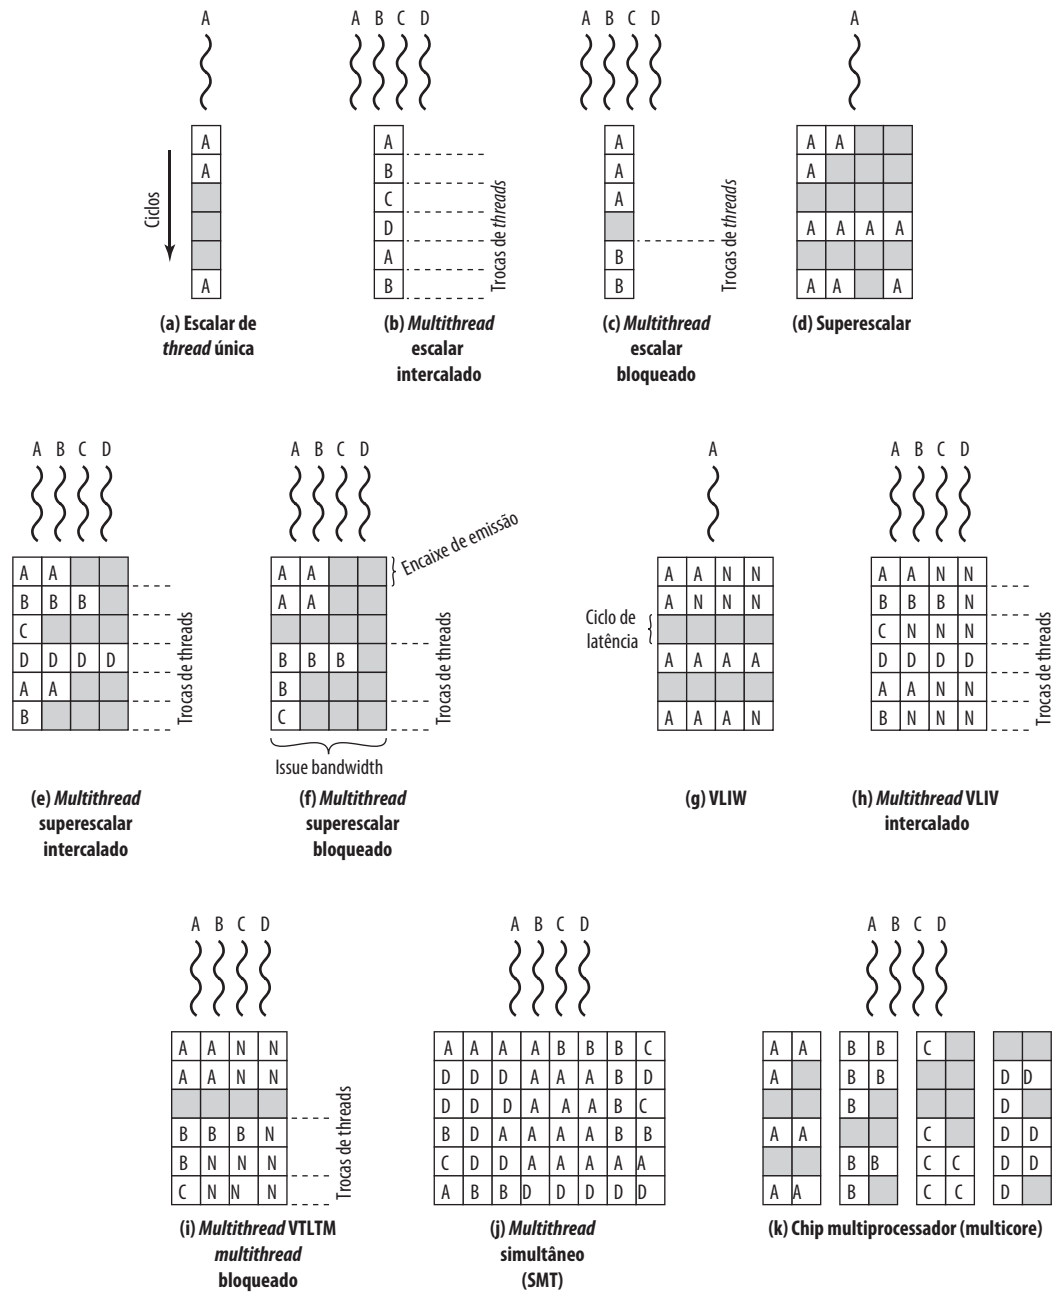 A
A B C D
A B C D
A
Ciclos
A
A
A
A
B
C
D
A
B
Trocas de threads
A
A
A
B
B
Trocas de threads
A A
A
A A A A
A A A
(a) Escalar de
thread única
(b) Multithread
escalar
intercalado
(c) Multithread
escalar
bloqueado
(d) Superescalar
A B C D
A B C D
A
A B C D
A A
B B B
C
D D D D
A A
B
Trocas de threads
A A
A A
B B B
B
C
Encaixe de emissão
Trocas de threads
Issue bandwidth
Ciclo de
latência
A A N N
A N N N
A A A A
A A A N
A A N N
B B B N
C N N N
D D D D
A A N N
B N N N
Trocas de threads
(e) Multithread
superescalar
intercalado
(f) Multithread
superescalar
bloqueado
(g) VLIW
(h) Multithread VLIV
intercalado
A B C D
A B C D
A B C D
A A N N
A A N N
B B B N
B N N N
C N N N
Trocas de threads
A A A A B B B C
D D D A A A B D
D D D A A A B C
B D A A A A B B
C D D A A A A A
A B B D D D D D
A A
A
A A
A A
B B
B B
B
B B
B
C
C
C C
C C
D D
D
D D
D D
D
(i) Multithread VTLTM
multithread
bloqueado
(j) Multithread
simultâneo
(SMT)
(k) Chip multiprocessador (multicore)